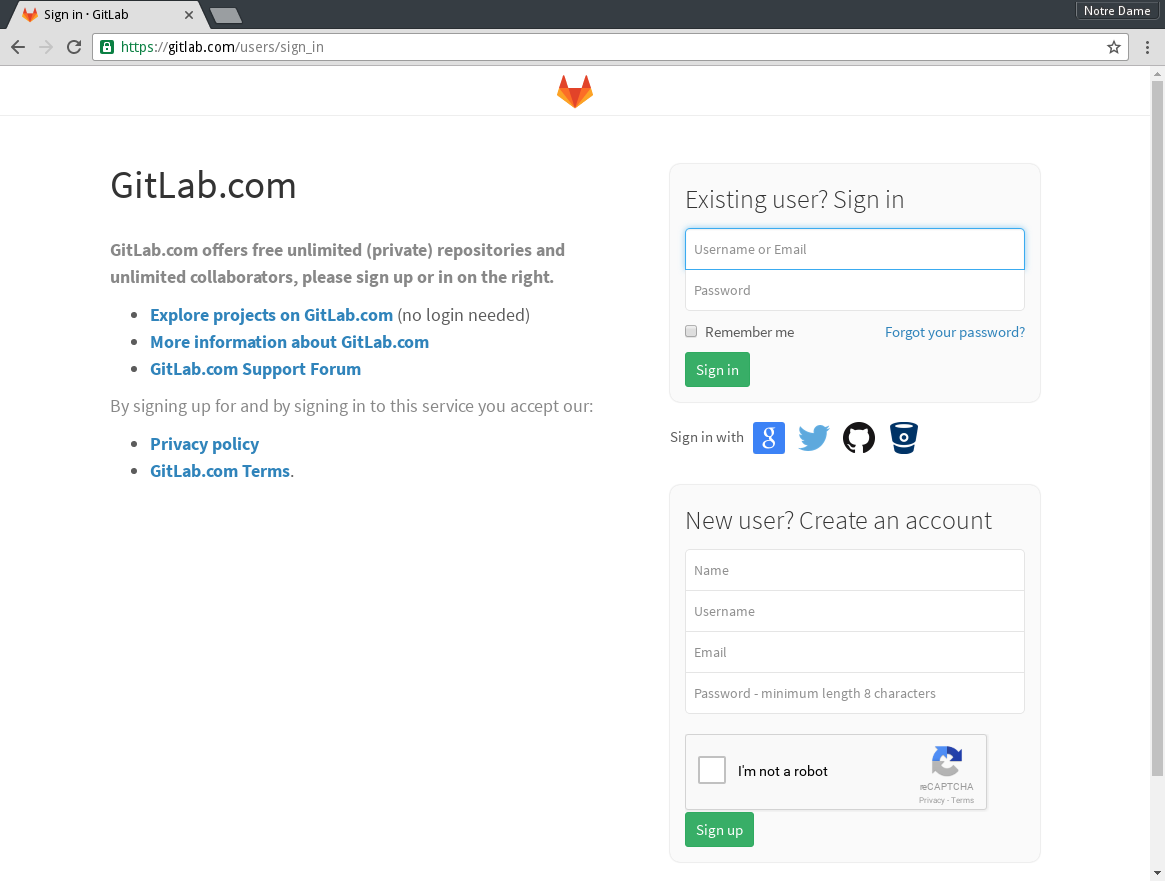 Sign in · GitLab
Notre Dame
https://gitlab.com/users/sign_in
GitLab.com
GitLab.com offers free unlimited (private) repositories and
unlimited collaborators, please sign up or in on the right.
Explore projects on GitLab.com (no login needed)
More information about GitLab.com
GitLab.com Support Forum
By signing up for and by signing in to this service you accept our:
Privacy policy
GitLab.com Terms.
Existing user? Sign in
Username or Email
Password
Remember me
Forgot your password?
Sign in
Sign in with
g
New user? Create an account
Name
Username
Email
Password - minimum length 8 characters
I'm not a robot
reCAPTCHA
Privacy - Terms
Sign up